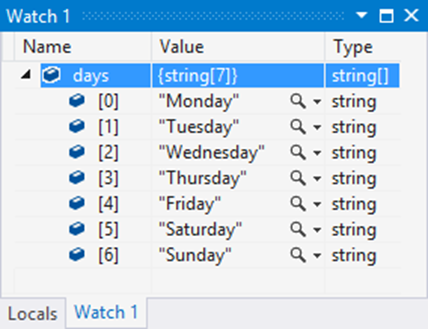 Watch 1
Name Value Type
days {string[7]} string[]
[0] "Monday" string
[1] "Tuesday" string
[2] "Wednesday" string
[3] "Thursday" string
[4] "Friday" string
[5] "Saturday" string
[6] "Sunday" string
Locals Watch 1